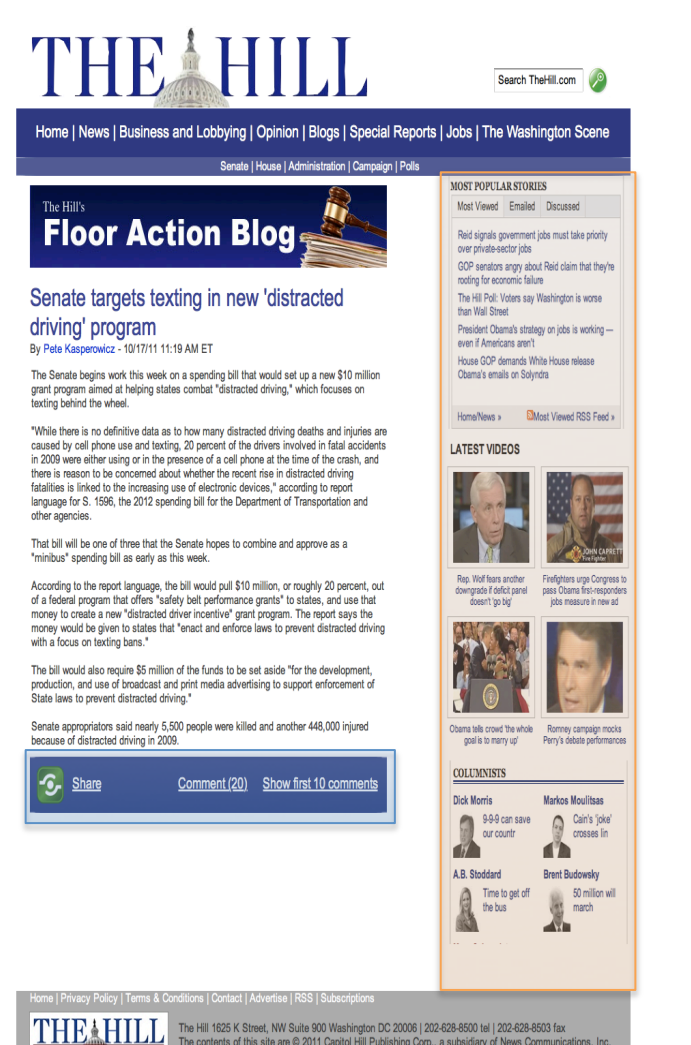 THE HILL
Search TheHill.com
Home | News | Business and Lobbying | Opinion | Blogs | Special Reports | Jobs | The Washington Scene
Senate | House | Administration | Campaign | Polls
The Hill's
Floor Action Blog
Senate targets texting in new 'distracted
driving' program
By Pete Kasperowicz - 10/17/11 11:19 AM ET
The Senate begins work this week on a spending bill that would set up a new $10 million
grant program aimed at helping states combat "distracted driving," which focuses on
texting behind the wheel.
"While there is no definitive data as to how many distracted driving deaths and injuries are
caused by cell phone use and texting, 20 percent of the drivers involved in fatal accidents
in 2009 were either using or in the presence of a cell phone at the time of the crash, and
there is reason to be concerned about whether the recent rise in distracted driving
fatalities is linked to the increasing use of electronic devices," according to report
language for S. 1596, the 2012 spending bill for the Department of Transportation and
other agencies.
That bill will be one of three that the Senate hopes to combine and approve as a
"minibus" spending bill as early as this week.
According to the report language, the bill would pull $10 million, or roughly 20 percent, out
of a federal program that offers "safety belt performance grants" to states, and use that
money to create a new "distracted driver incentive" grant program. The report says the
money would be given to states that "enact and enforce laws to prevent distracted driving
with a focus on texting bans."
The bill would also require $5 million of the funds to be set aside "for the development,
production, and use of broadcast and print media advertising to support enforcement of
State laws to prevent distracted driving."
Senate appropriators said nearly 5,500 people were killed and another 448,000 injured
because of distracted driving in 2009.
Share Comment (20) Show first 10 comments
MOST POPULAR STORIES
Most Viewed Emailed Discussed
Reid signals government jobs must take priority
over private-sector jobs
GOP senators angry about Reid claim that they're
rooting for economic failure
The Hill Poll: Voters say Washington is worse
than Wall Street
President Obama's strategy on jobs is working —
even if Americans aren't
House GOP demands White House release
Obama's emails on Solyndra
Home/News » Most Viewed RSS Feed »
LATEST VIDEOS
JOHN CAPRETT
Fire Fighter
Rep. Wolf fears another
downgrade if deficit panel
doesn't 'go big'
Firefighters urge Congress to
pass Obama first-responders
jobs measure in new ad
Obama tells crowd 'the whole
goal is to marry up'
Romney campaign mocks
Perry's debate performances
COLUMNISTS
Dick Morris
9-9-9 can save
our countr
Markos Moulitsas
Cain's 'joke'
crosses lin
A.B. Stoddard
Time to get off
the bus
Brent Budowsky
50 million will
march
Home | Privacy Policy | Terms & Conditions | Contact | Advertise | RSS | Subscriptions
THE HILL
The Hill 1625 K Street, NW Suite 900 Washington DC 20006 | 202-628-8500 tel | 202-628-8503 fax
The contents of this site are © 2011 Capitol Hill Publishing Corp., a subsidiary of News Communications, Inc.